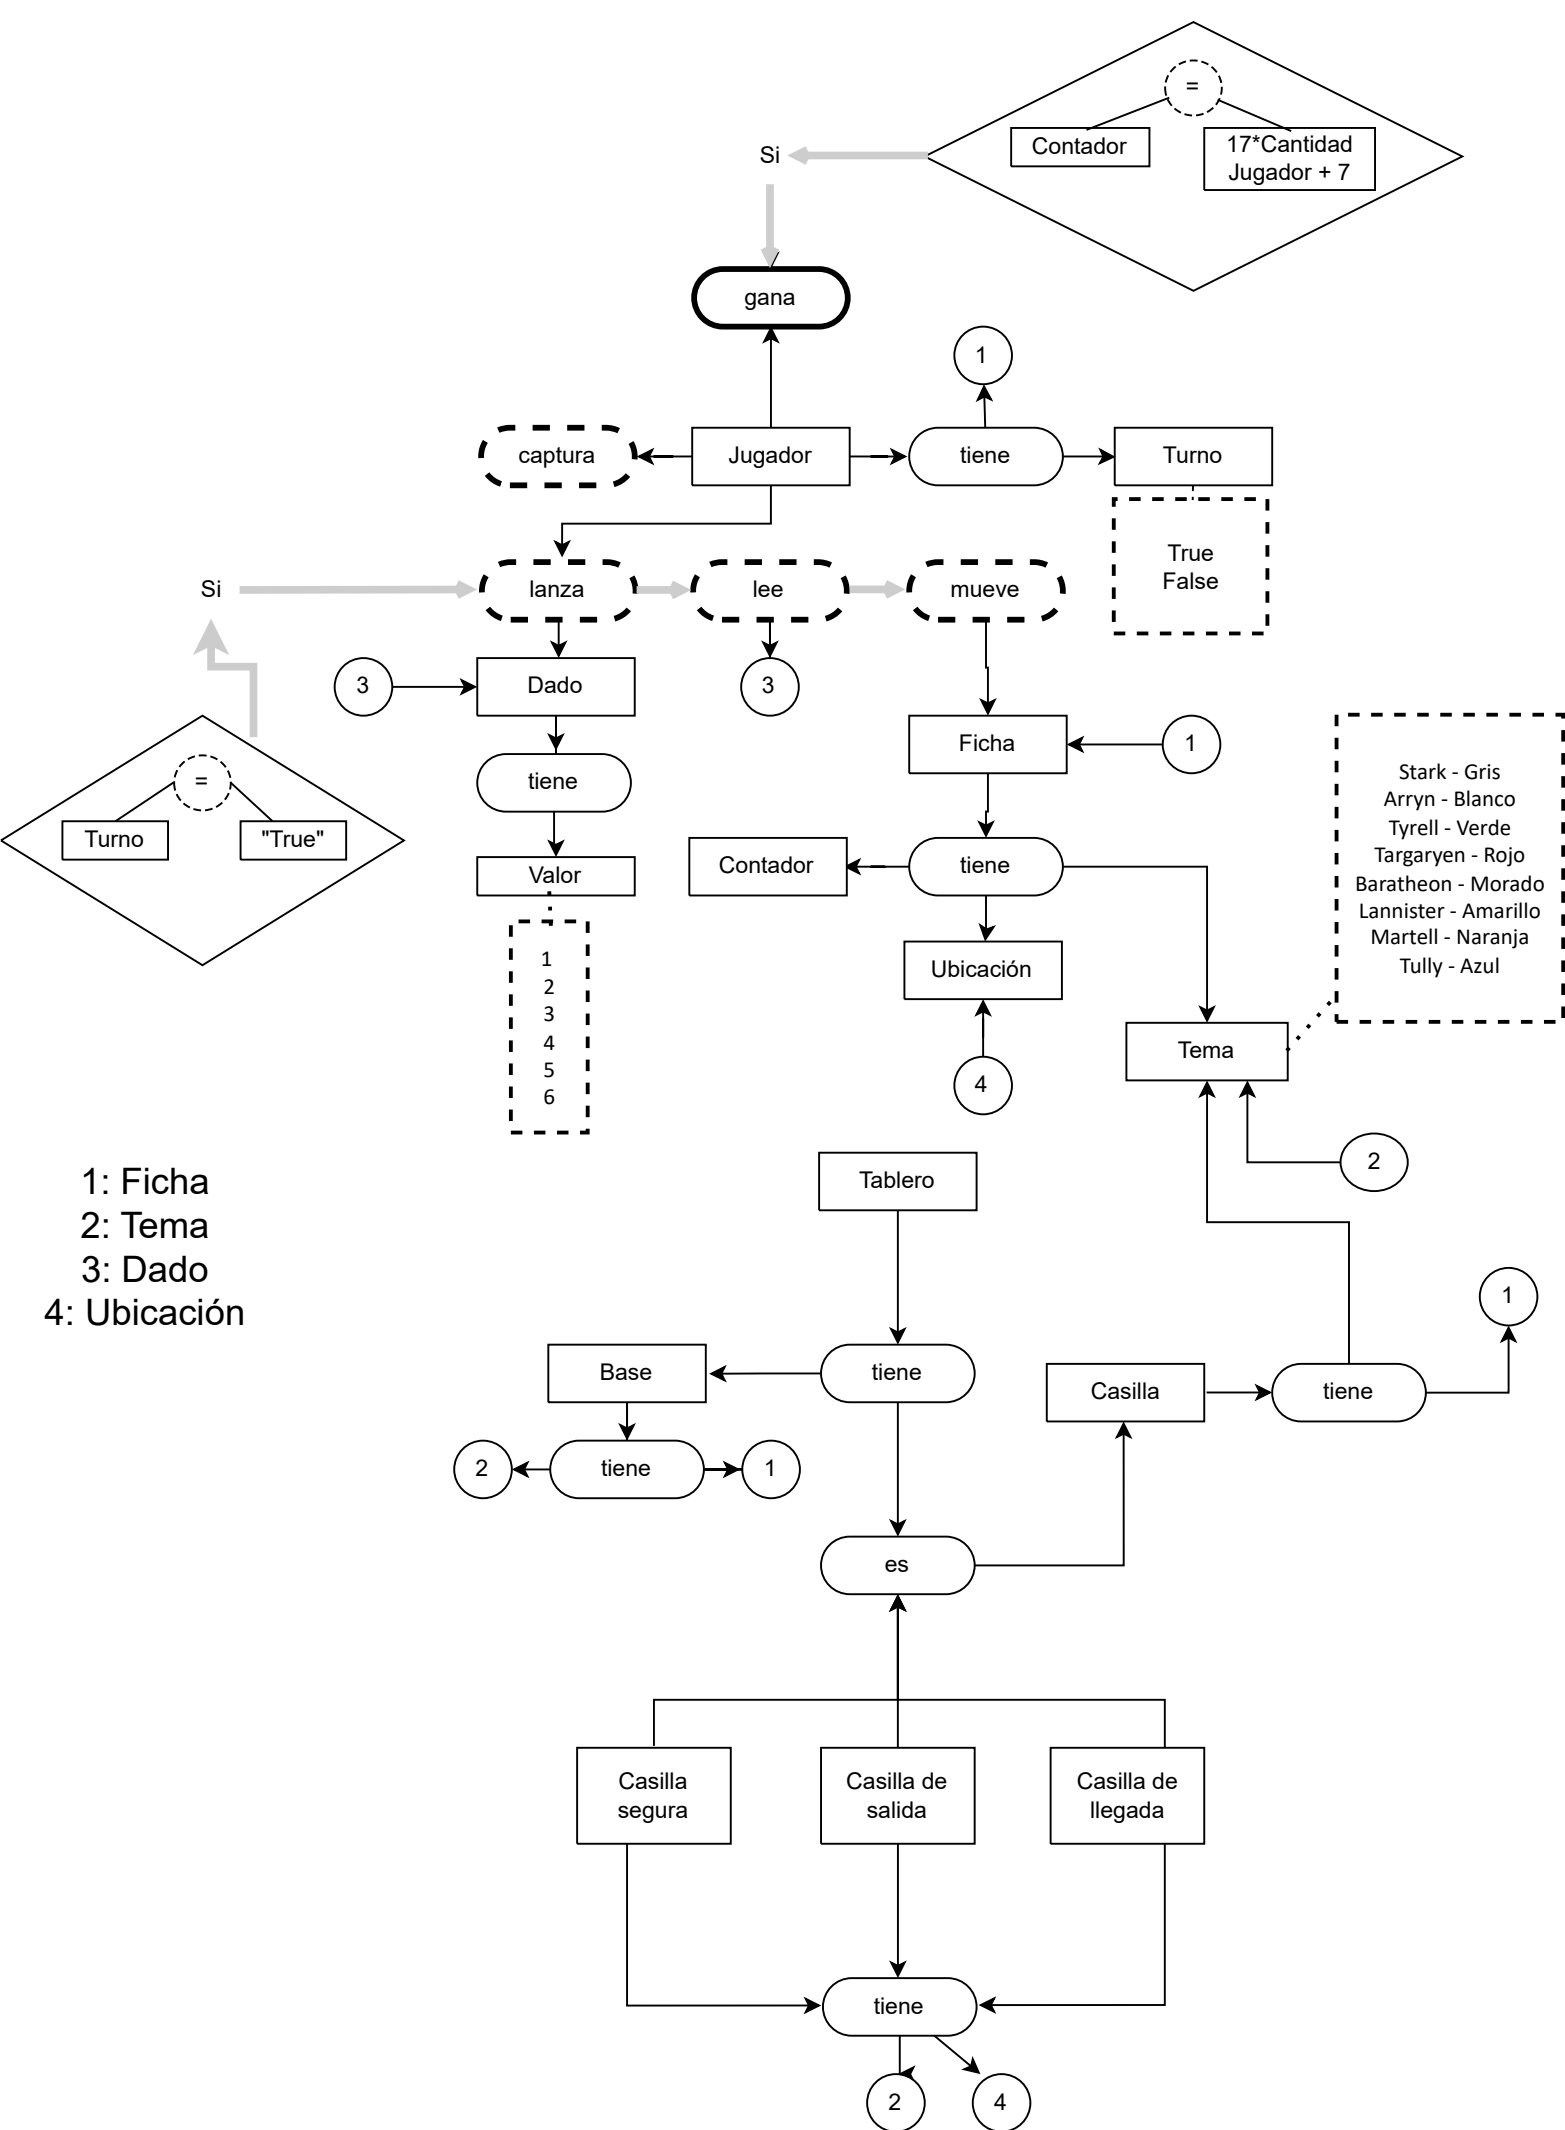 =
Contador
17*Cantidad
Jugador + 7
Si
gana
1
captura
Jugador
tiene
Turno
True
False
Si
lanza
lee
mueve
3
Dado
3
Ficha
1
=
Turno
"True"
tiene
Valor
1
2
3
4
5
6
Contador
tiene
Ubicación
4
Stark - Gris
Arryn - Blanco
Tyrell - Verde
Targaryen - Rojo
Baratheon - Morado
Lannister - Amarillo
Martell - Naranja
Tully - Azul
Tema
2
1: Ficha
2: Tema
3: Dado
4: Ubicación
Tablero
1
Base
tiene
Casilla
tiene
2
tiene
1
es
Casilla
segura
Casilla de
salida
Casilla de
llegada
tiene
2
4